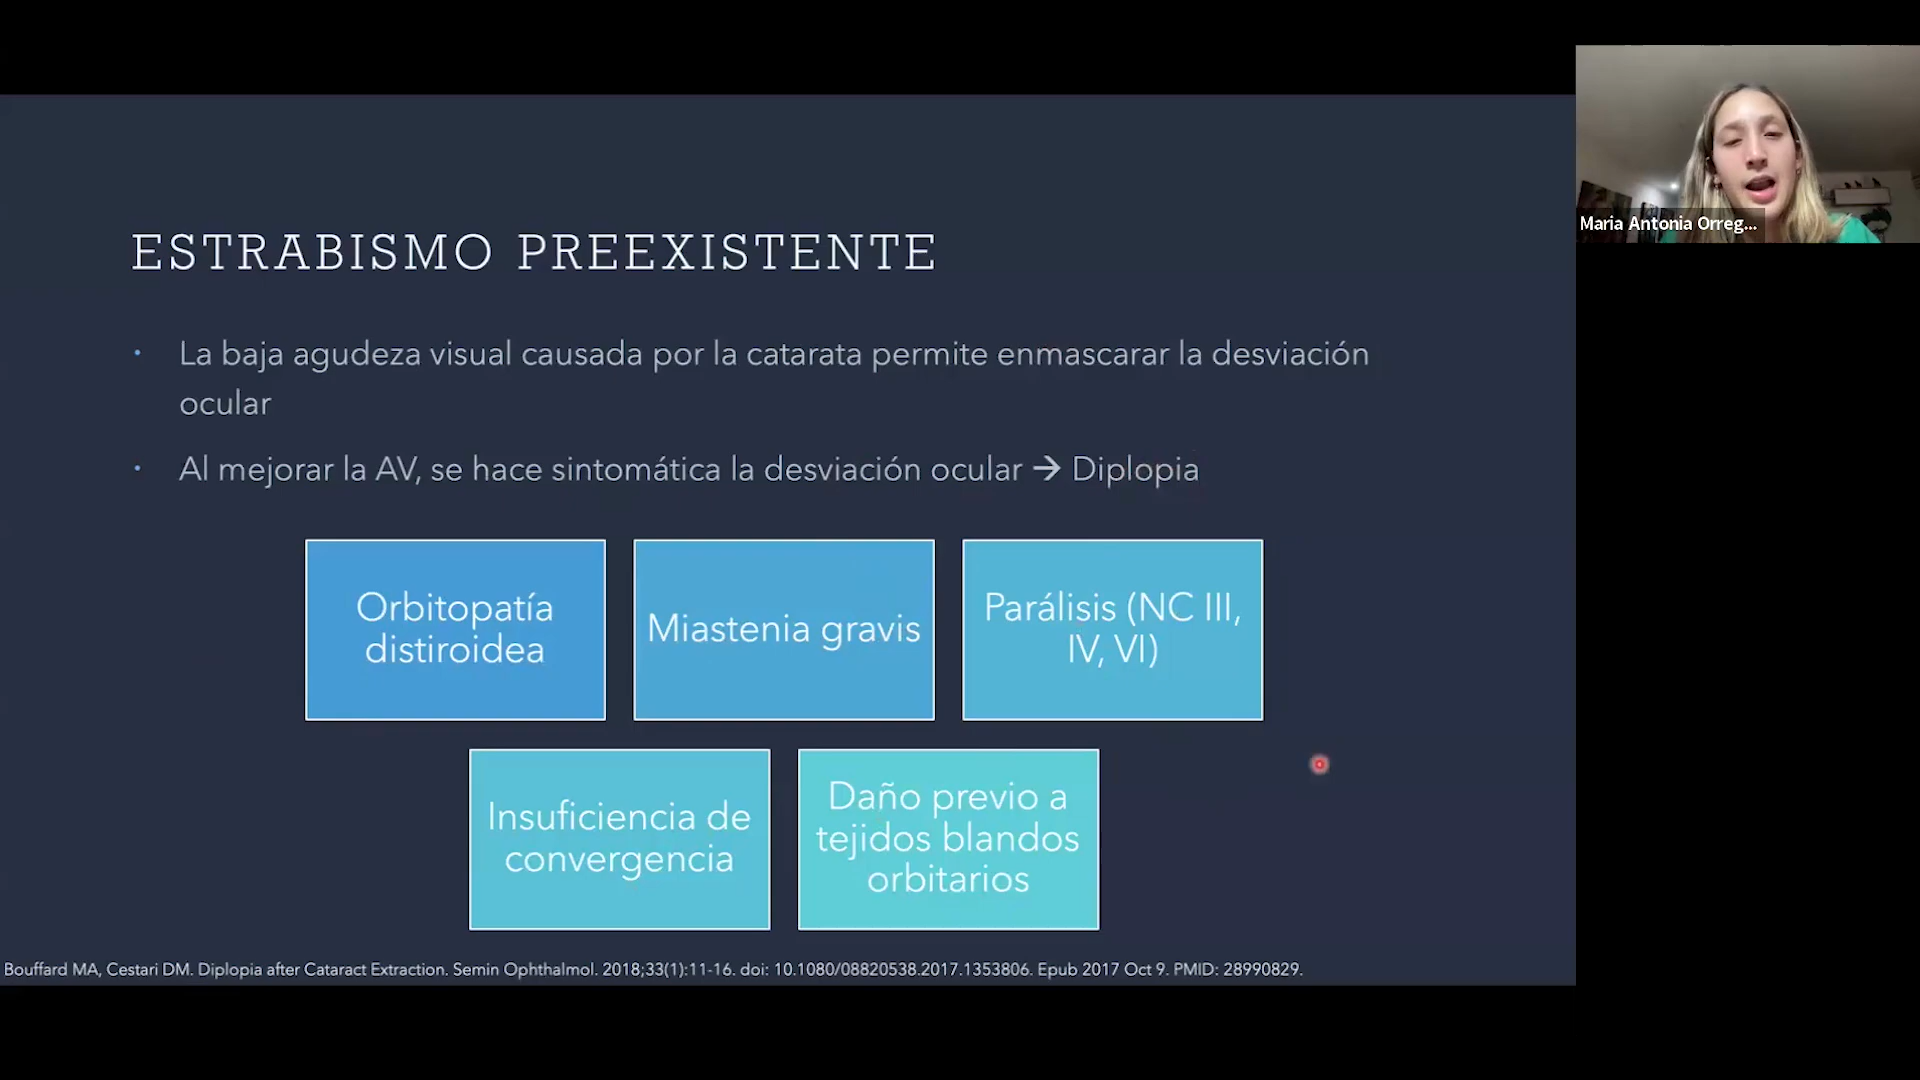 ESTRABISMO PREEXISTENTE
· La baja agudeza visual causada por la catarata permite enmascarar la desviación
ocular
· Al mejorar la AV, se hace sintomática la desviación ocular → Diplopia
Orbitopatía
distiroidea
Miastenia gravis
Parálisis (NC III,
IV, VI)
Insuficiencia de
convergencia
Daño previo a
tejidos blandos
orbitarios
Bouffard MA, Cestari DM. Diplopia after Cataract Extraction. Semin Ophthalmol. 2018;33(1):11-16. doi: 10.1080/08820538.2017.1353806. Epub 2017 Oct 9. PMID: 28990829.
Maria Antonia Orreg...